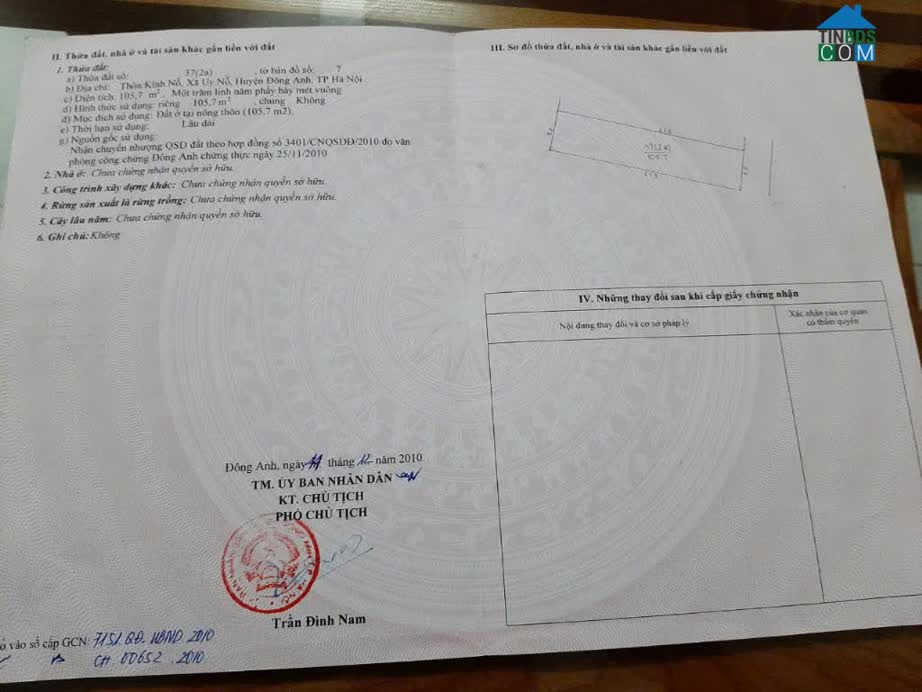 II. Thửa đất, nhà ở và tài sản khác gắn liền với đất
1. Thửa đất:
a) Thửa đất số: 37(2a) , tờ bản đồ số: 7
b) Địa chỉ: Thôn Kính Nỗ, Xã Uy Nỗ, Huyện Đông Anh, TP Hà Nội
c) Diện tích: 105,7 m². Một trăm linh năm phảy bảy mét vuông
d) Hình thức sử dụng: riêng 105,7 m² , chung Không
đ) Mục đích sử dụng: Đất ở tại nông thôn (105,7 m2).
e) Thời hạn sử dụng: Lâu dài
g) Nguồn gốc sử dụng:
Nhận chuyển nhượng QSD đất theo hợp đồng số 3401/CNQSDĐ/2010 do văn
phòng công chứng Đông Anh chứng thực ngày 25/11/2010
2. Nhà ở: Chưa chứng nhận quyền sở hữu.
3. Công trình xây dựng khác: Chưa chứng nhận quyền sở hữu.
4. Rừng sản xuất là rừng trồng: Chưa chứng nhận quyền sở hữu.
5. Cây lâu năm: Chưa chứng nhận quyền sở hữu.
6. Ghi chú: Không
Đông Anh, ngày tháng 12 năm 2010
TM. ỦY BAN NHÂN DÂN
KT. CHỦ TỊCH
PHÓ CHỦ TỊCH
Trần Đình Nam
vào sổ cấp GCN: 7151.QĐ-UBND.2010
CH.00652.2010
III. Sơ đồ thửa đất, nhà ở và tài sản khác gắn liền với đất
105.7
IV. Những thay đổi sau khi cấp giấy chứng nhận
Nội dung thay đổi và cơ sở pháp lý
Xác nhận của cơ quan
có thẩm quyền
TINBDS
COM